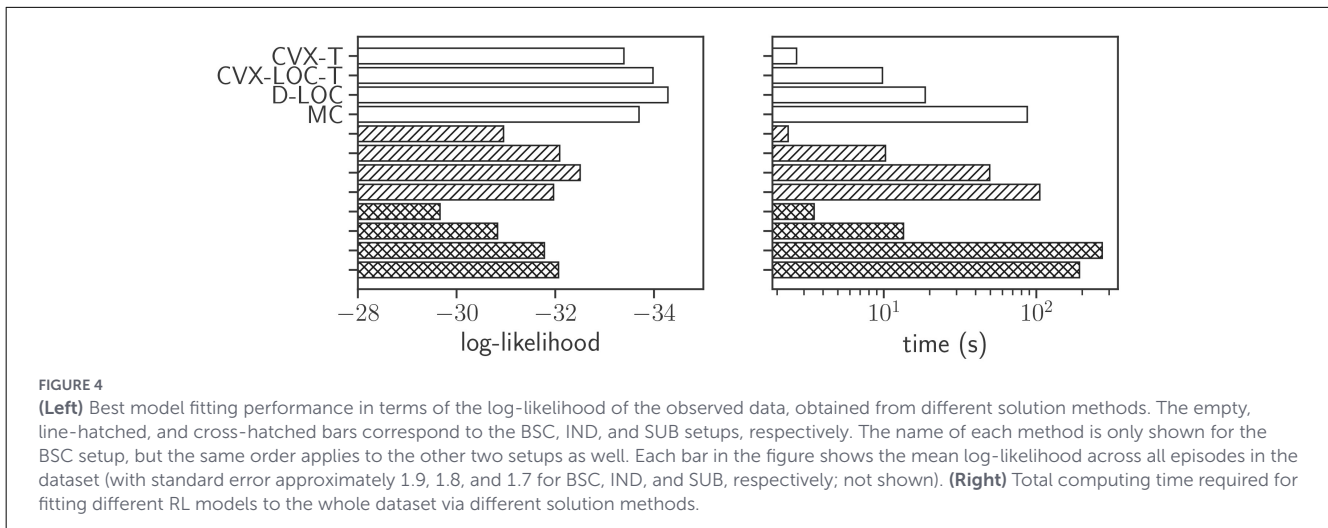 CVX-T
CVX-LOC-T
D-LOC
MC
−28 −30 −32 −34
log-likelihood
10¹ 10²
time (s)
FIGURE 4
(Left) Best model fitting performance in terms of the log-likelihood of the observed data, obtained from different solution methods. The empty,
line-hatched, and cross-hatched bars correspond to the BSC, IND, and SUB setups, respectively. The name of each method is only shown for the
BSC setup, but the same order applies to the other two setups as well. Each bar in the figure shows the mean log-likelihood across all episodes in the
dataset (with standard error approximately 1.9, 1.8, and 1.7 for BSC, IND, and SUB, respectively; not shown). (Right) Total computing time required for
fitting different RL models to the whole dataset via different solution methods.